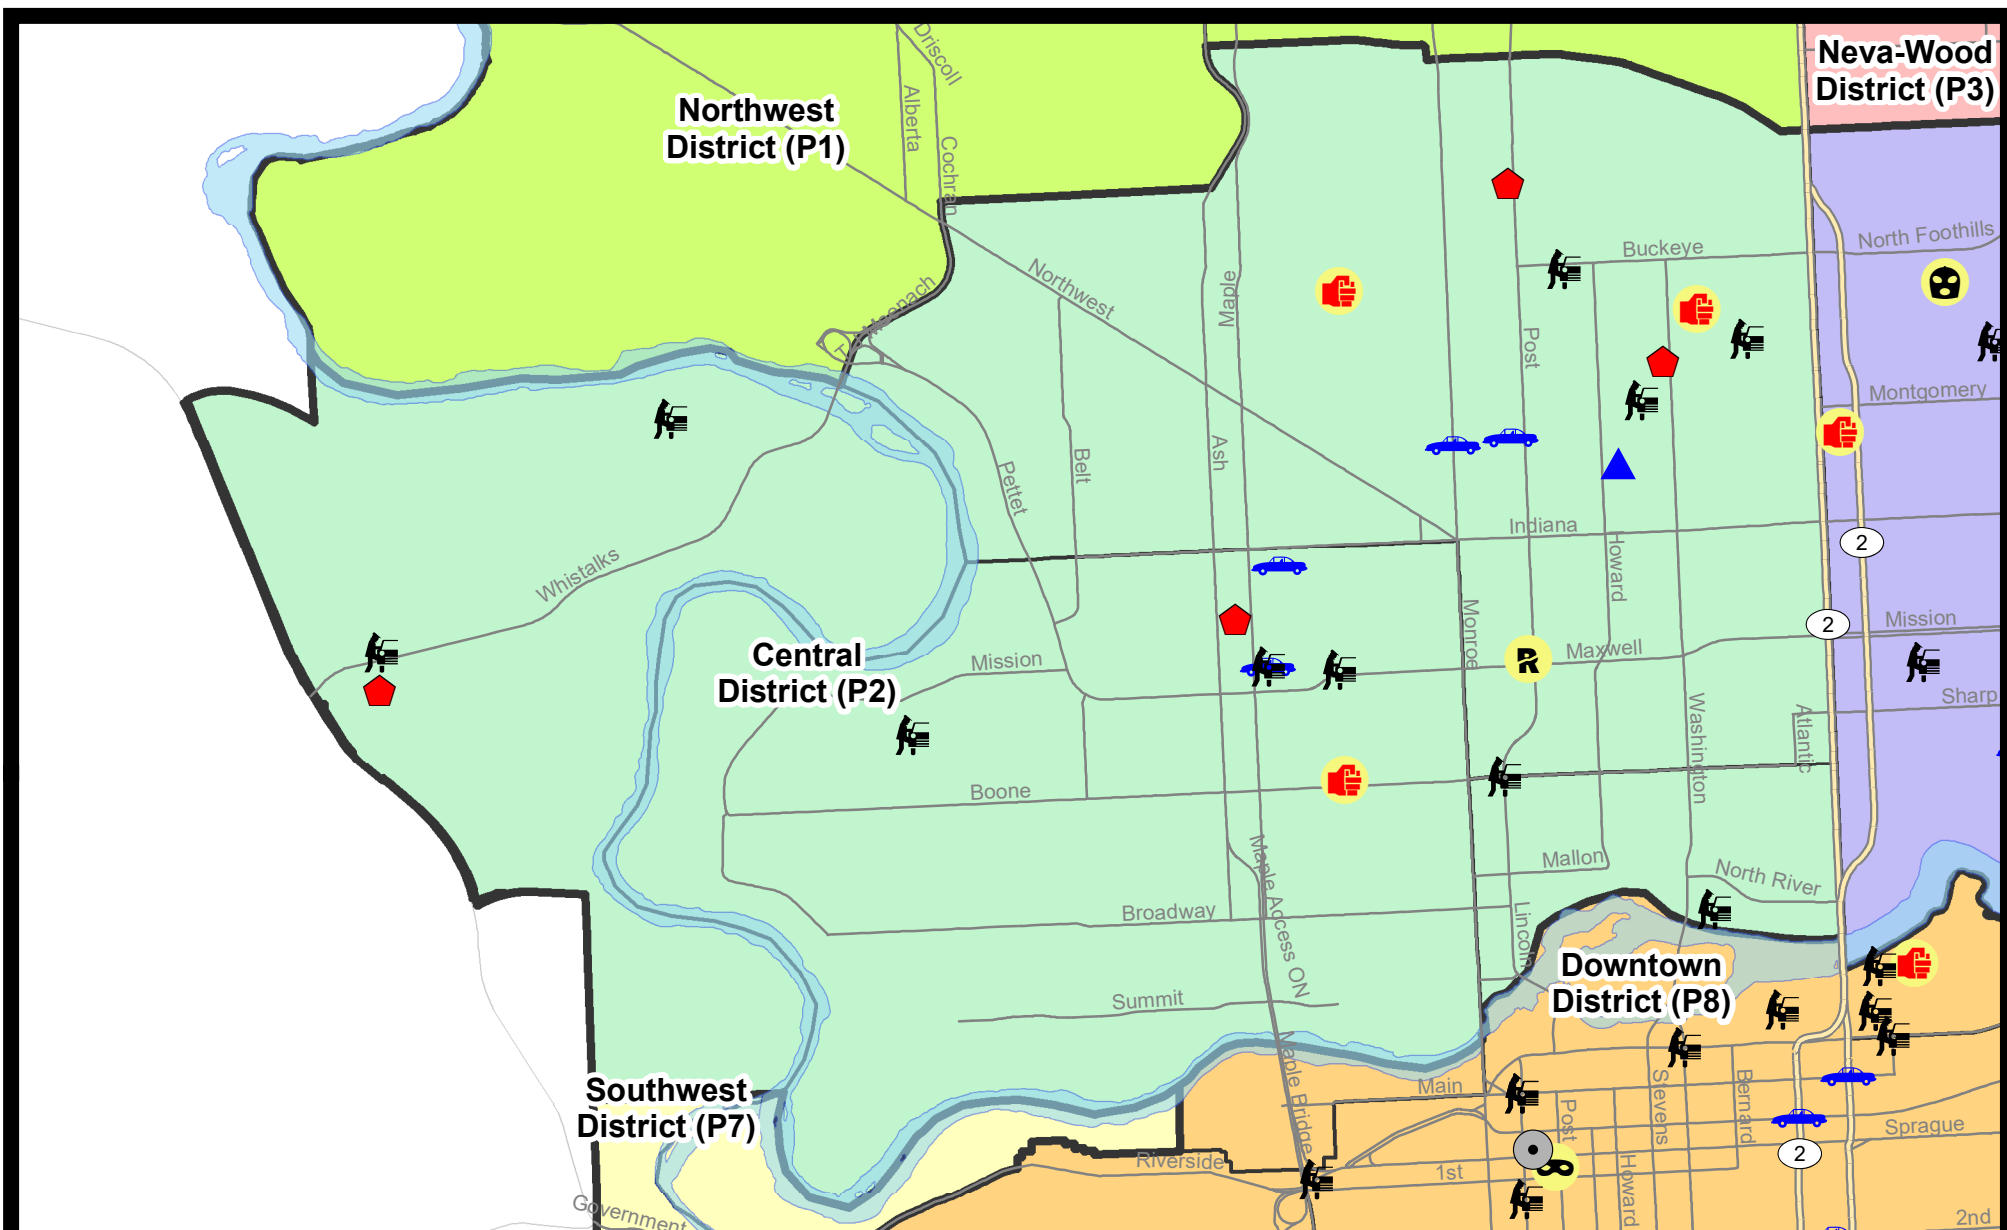 Neva-Wood
District (P3)
Northwest
District (P1)
Driscoll
Alberta
Cochran
North Foothills
Buckeye
Northwest
Maple
Post
Montgomery
Ash
Belt
Pettet
Indiana
Howard
2
Whistalks
2
Mission
Monroe
Maxwell
Mission
Central
District (P2)
Sharp
Washington
Atlantic
Boone
Mallon
North River
Maple Access ON
Broadway
Lincoln
Downtown
District (P8)
Summit
Maple Bridge
Main
Stevens
Bernard
Post
Southwest
District (P7)
Sprague
2
Riverside
1st
Howard
Government
2nd